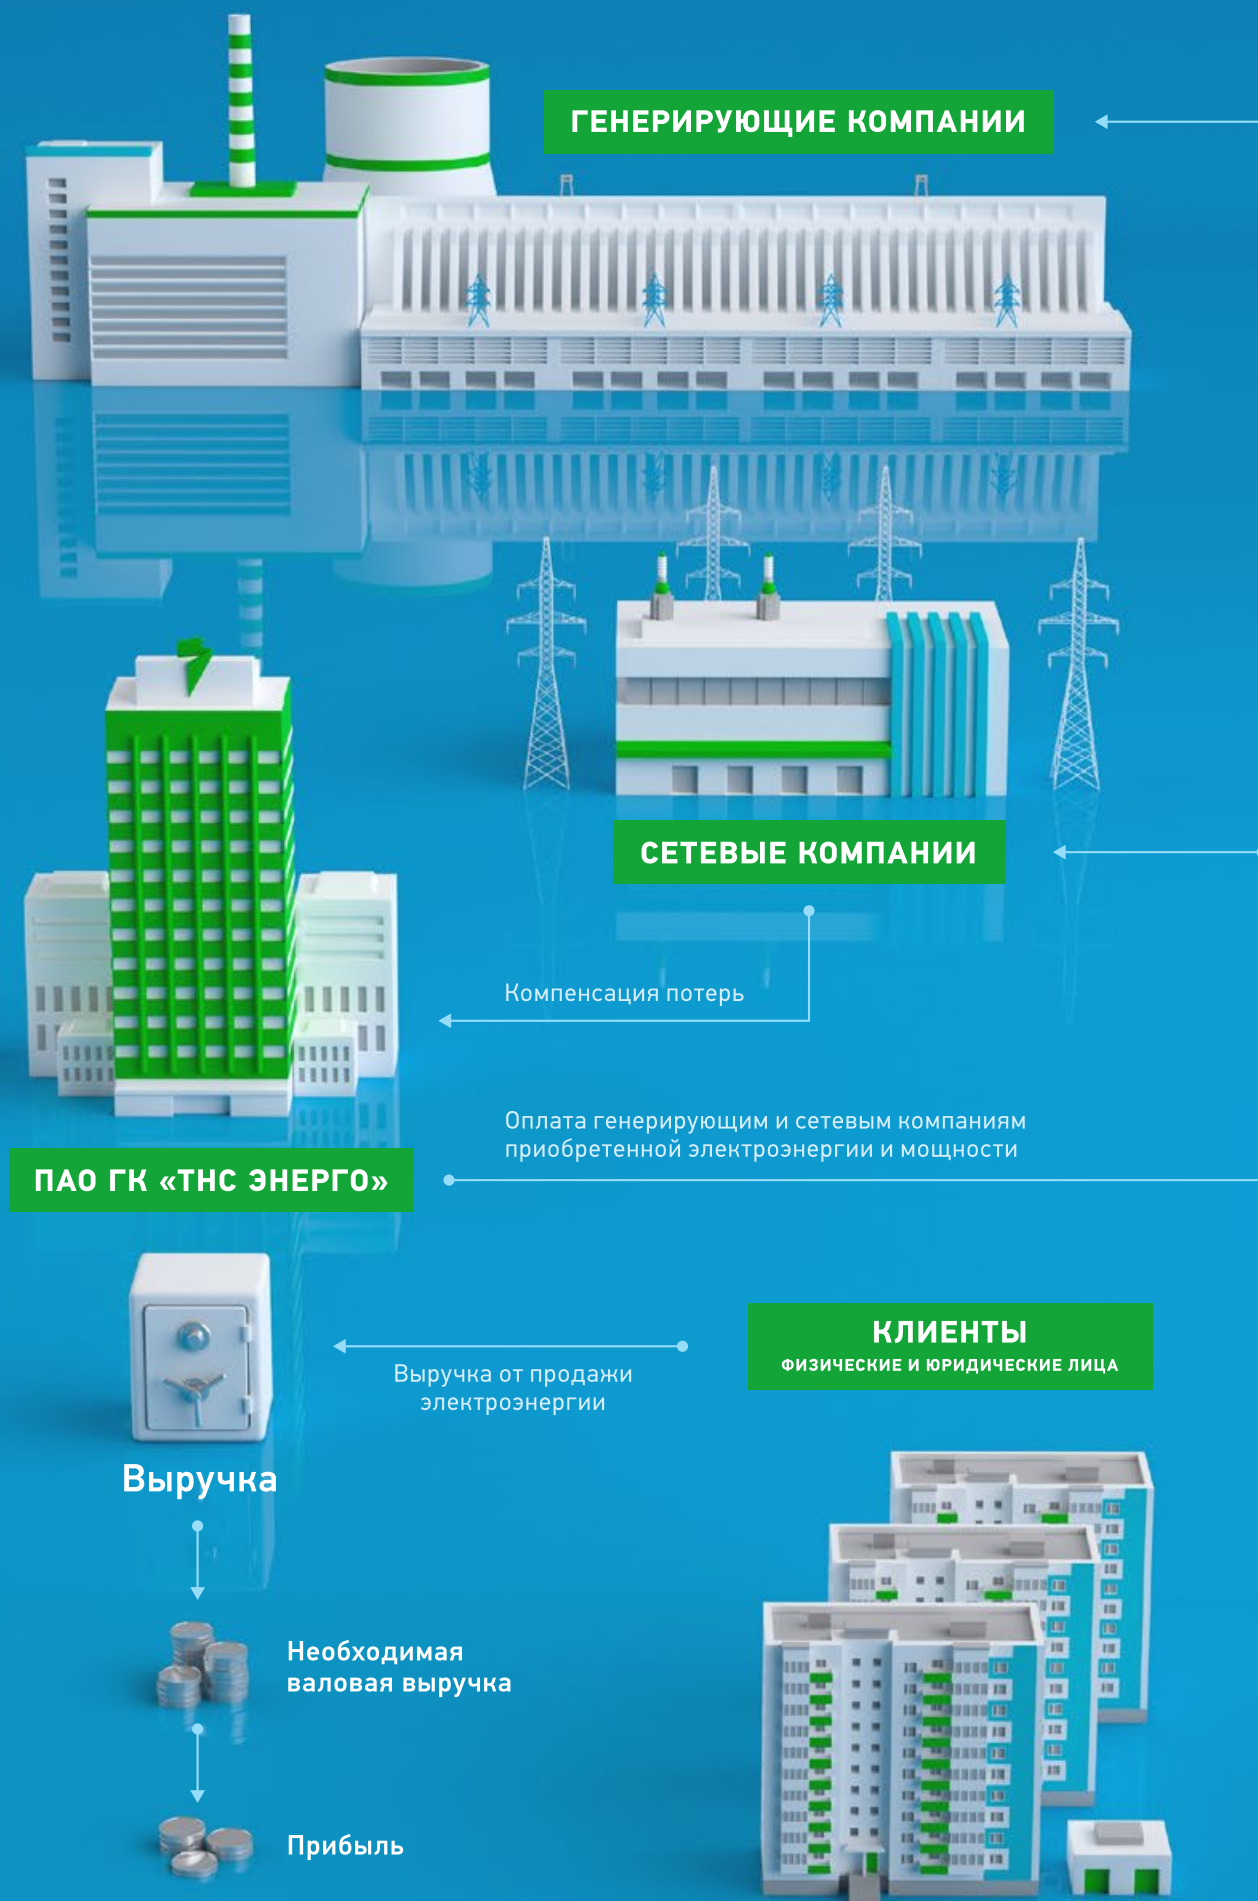 ГЕНЕРИРУЮЩИЕ КОМПАНИИ
СЕТЕВЫЕ КОМПАНИИ
Компенсация потерь
Оплата генерирующим и сетевым компаниям
приобретенной электроэнергии и мощности
ПАО ГК «ТНС ЭНЕРГО»
КЛИЕНТЫ
ФИЗИЧЕСКИЕ И ЮРИДИЧЕСКИЕ ЛИЦА
Выручка от продажи
электроэнергии
Выручка
Необходимая
валовая выручка
Прибыль